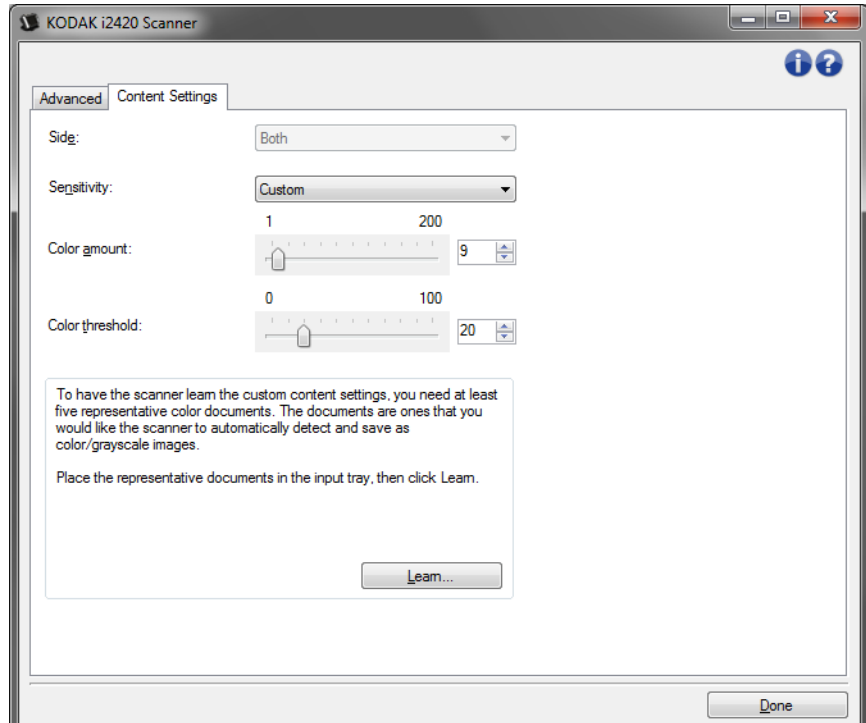 KODAK i2420 Scanner
Advanced
Content Settings
Side:
Both
Sensitivity:
Custom
1 200
Color amount:
9
0 100
Color threshold:
20
To have the scanner learn the custom content settings, you need at least
five representative color documents. The documents are ones that you
would like the scanner to automatically detect and save as
color/grayscale images.
Place the representative documents in the input tray, then click Learn.
Learn...
Done